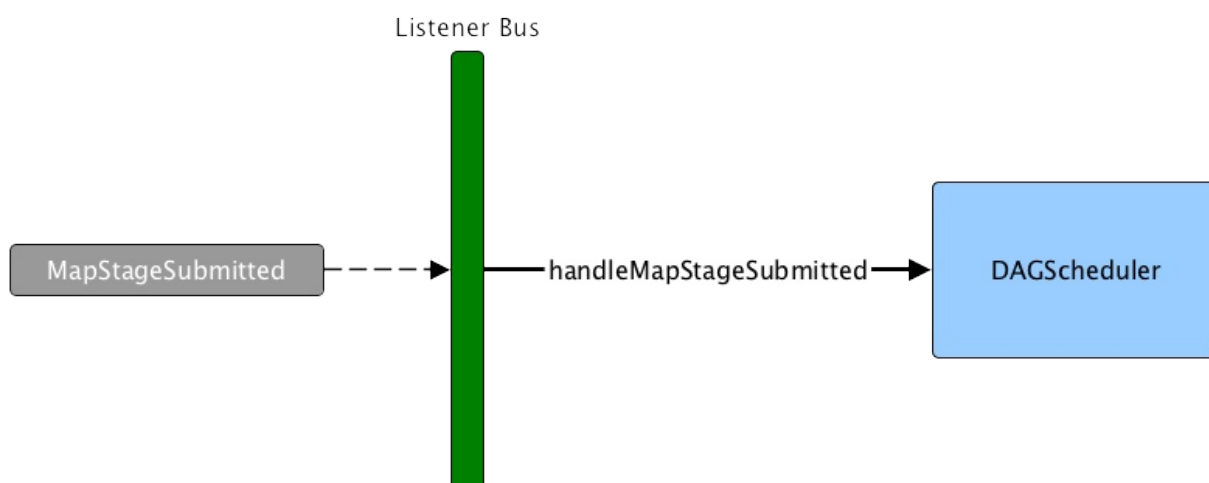 Listener Bus
MapStageSubmitted
handleMapStageSubmitted
DAGScheduler